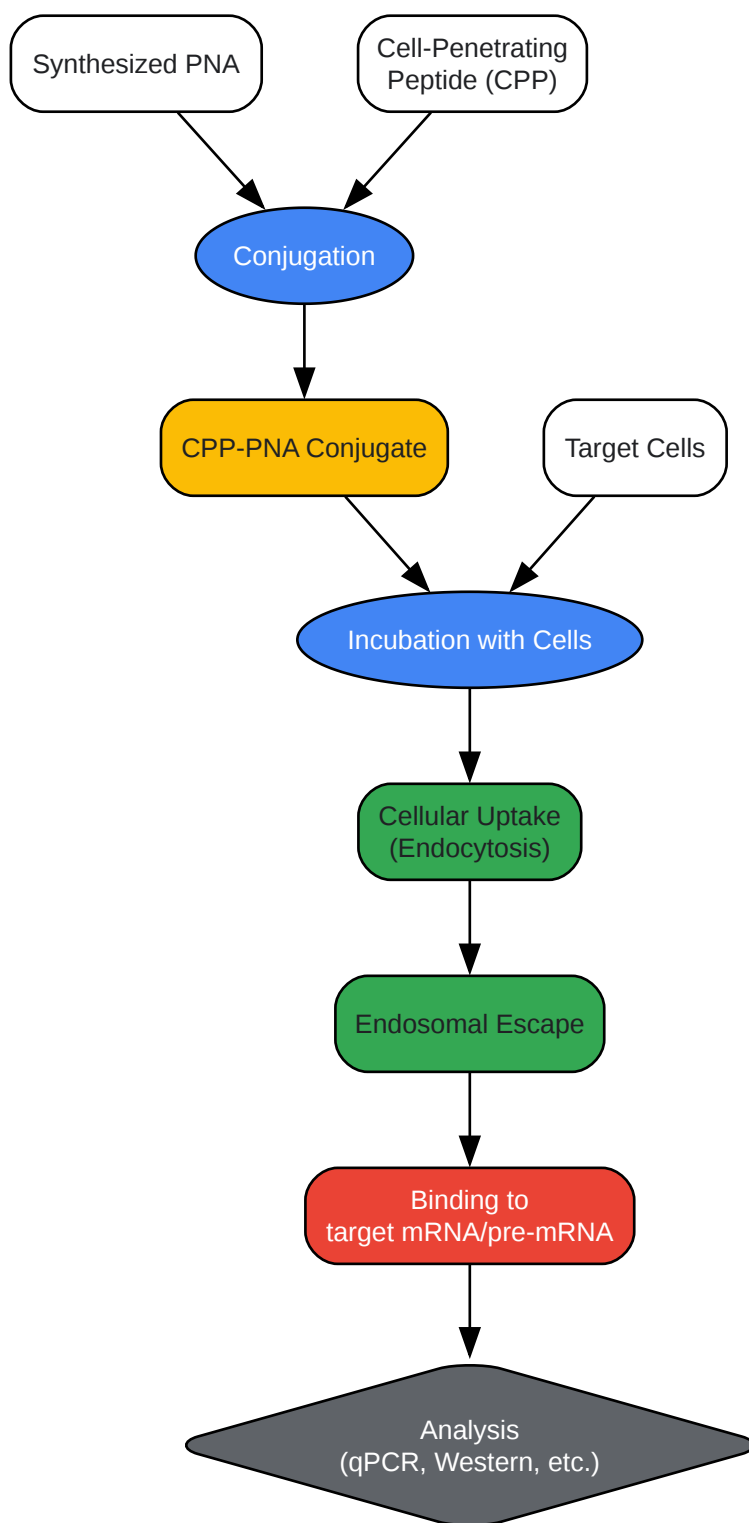 Synthesized PNA
Cell-Penetrating
Peptide (CPP)
Conjugation
CPP-PNA Conjugate
Target Cells
Incubation with Cells
Cellular Uptake
(Endocytosis)
Endosomal Escape
Binding to
target mRNA/pre-mRNA
Analysis
(qPCR, Western, etc.)